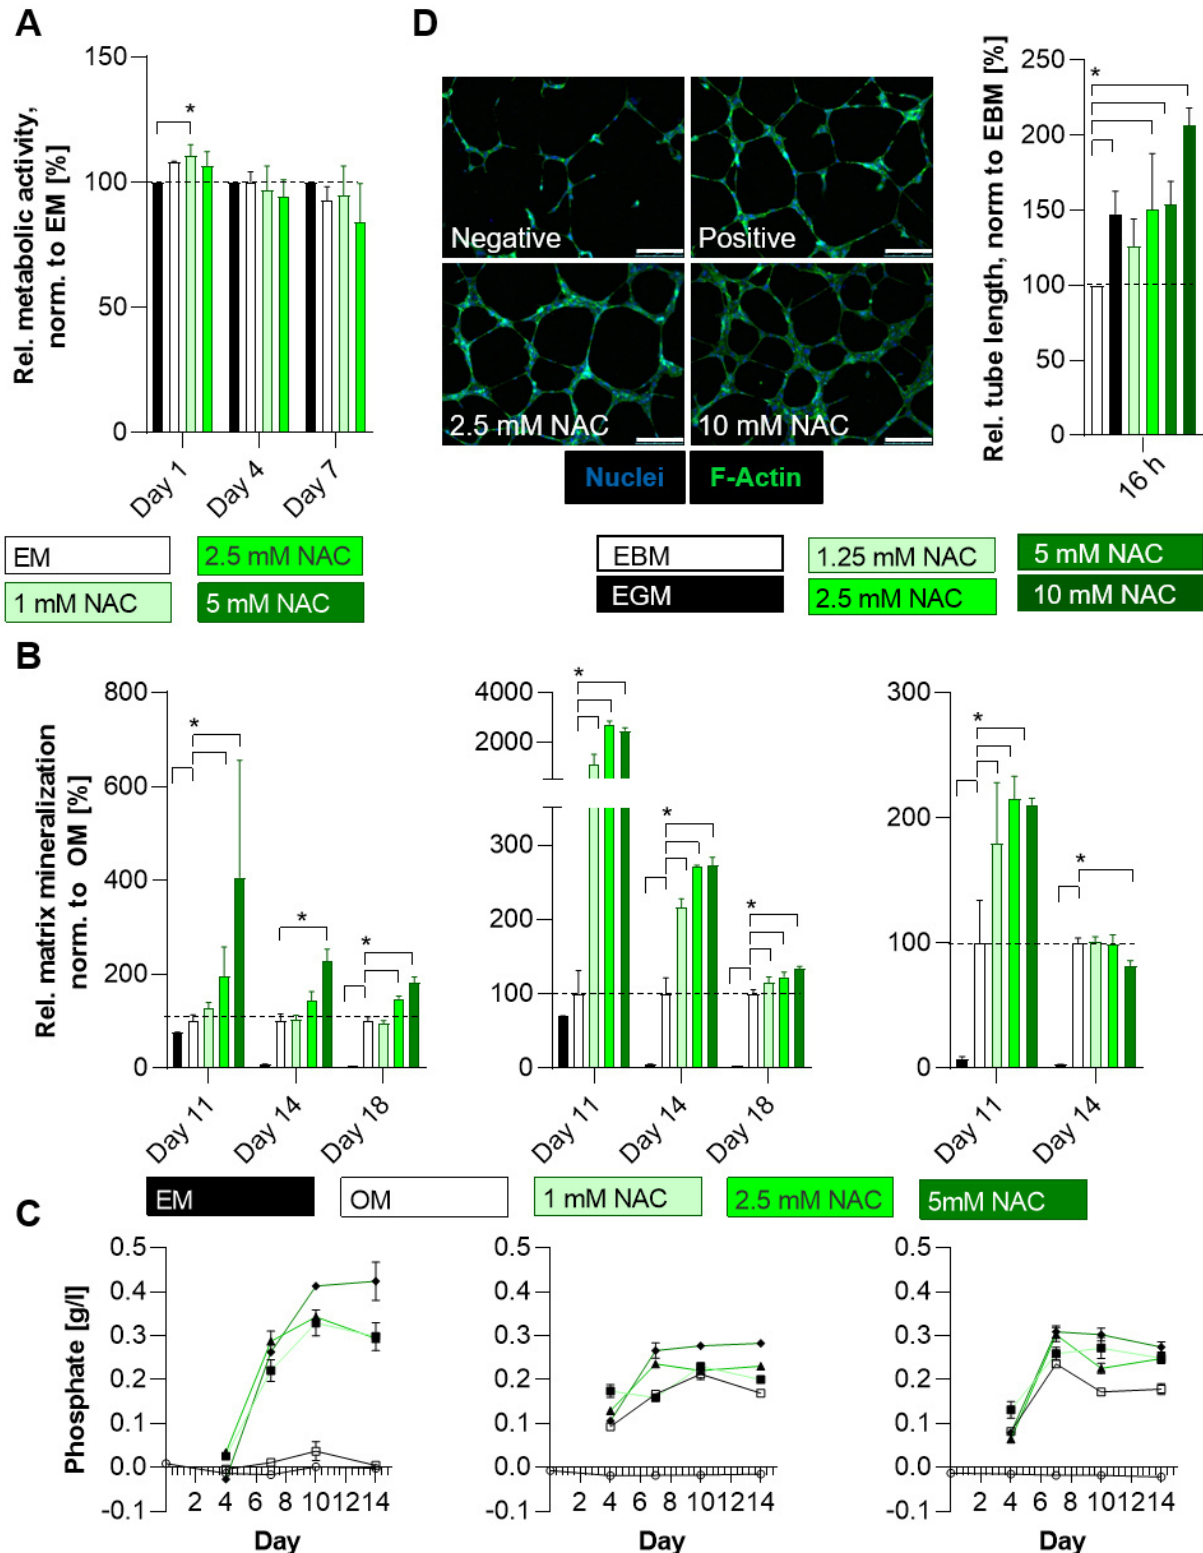 A
Rel. metabolic activity,
norm. to EM [%]
150
100
50
0
*
Day 1
Day 4
Day 7
EM
2.5 mM NAC
1 mM NAC
5 mM NAC
D
Negative
Positive
2.5 mM NAC
10 mM NAC
Nuclei
F-Actin
Rel. tube length, norm to EBM [%]
250
200
150
100
50
0
*
16 h
EBM
1.25 mM NAC
5 mM NAC
EGM
2.5 mM NAC
10 mM NAC
B
Rel. matrix mineralization
norm. to OM [%]
800
600
400
200
0
*
*
*
Day 11
Day 14
Day 18
4000
2000
300
200
100
0
*
*
*
Day 11
Day 14
Day 18
300
200
100
0
*
*
Day 11
Day 14
EM
OM
1 mM NAC
2.5 mM NAC
5mM NAC
C
Phosphate [g/l]
0.5
0.4
0.3
0.2
0.1
0.0
-0.1
2 4 6 8 10 12 14
Day
0.5
0.4
0.3
0.2
0.1
0.0
-0.1
2 4 6 8 10 12 14
Day
0.5
0.4
0.3
0.2
0.1
0.0
-0.1
2 4 6 8 10 12 14
Day